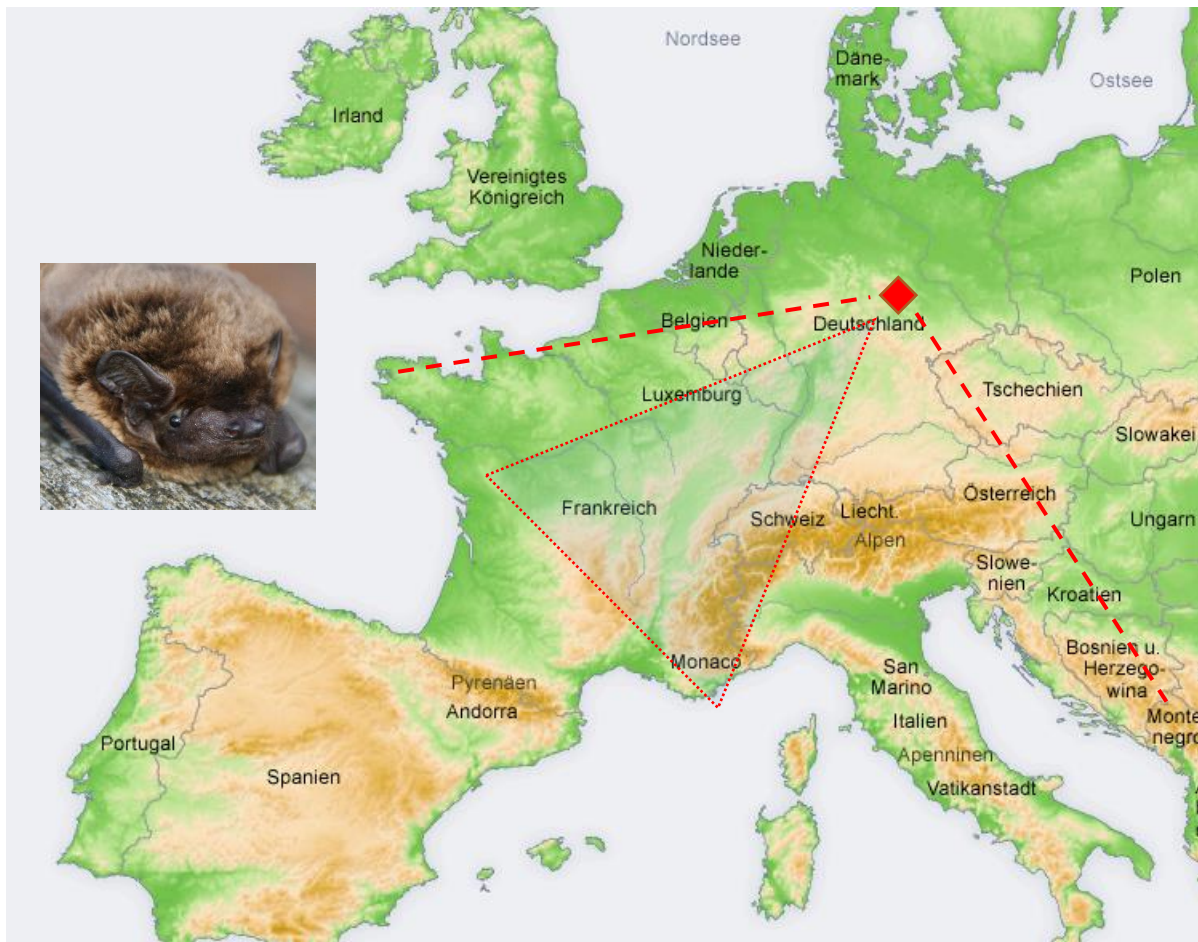 Nordsee
Däne-
mark
Ostsee
Irland
Vereinigtes
Königreich
Nieder-
lande
Polen
Belgien
Deutschland
Tschechien
Luxemburg
Slowakei
Frankreich
Österreich
Schweiz
Liecht.
Ungarn
Alpen
Slowe-
nien
Kroatien
Bosnien u.
Herzego-
wina
Monaco
San
Marino
Pyrenäen
Andorra
Italien
Monte
negro
Portugal
Apenninen
Spanien
Vatikanstadt